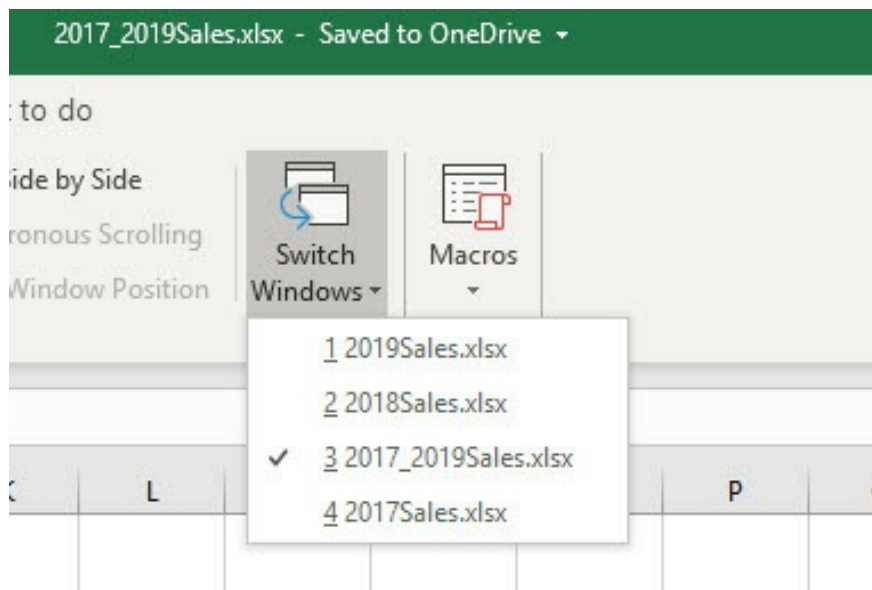 2017_2019Sales.xlsx - Saved to OneDrive
to do
ide by Side
ronous Scrolling
Window Position
Switch
Windows
Macros
1 2019Sales.xlsx
2 2018Sales.xlsx
3 2017_2019Sales.xlsx
4 2017Sales.xlsx
L P